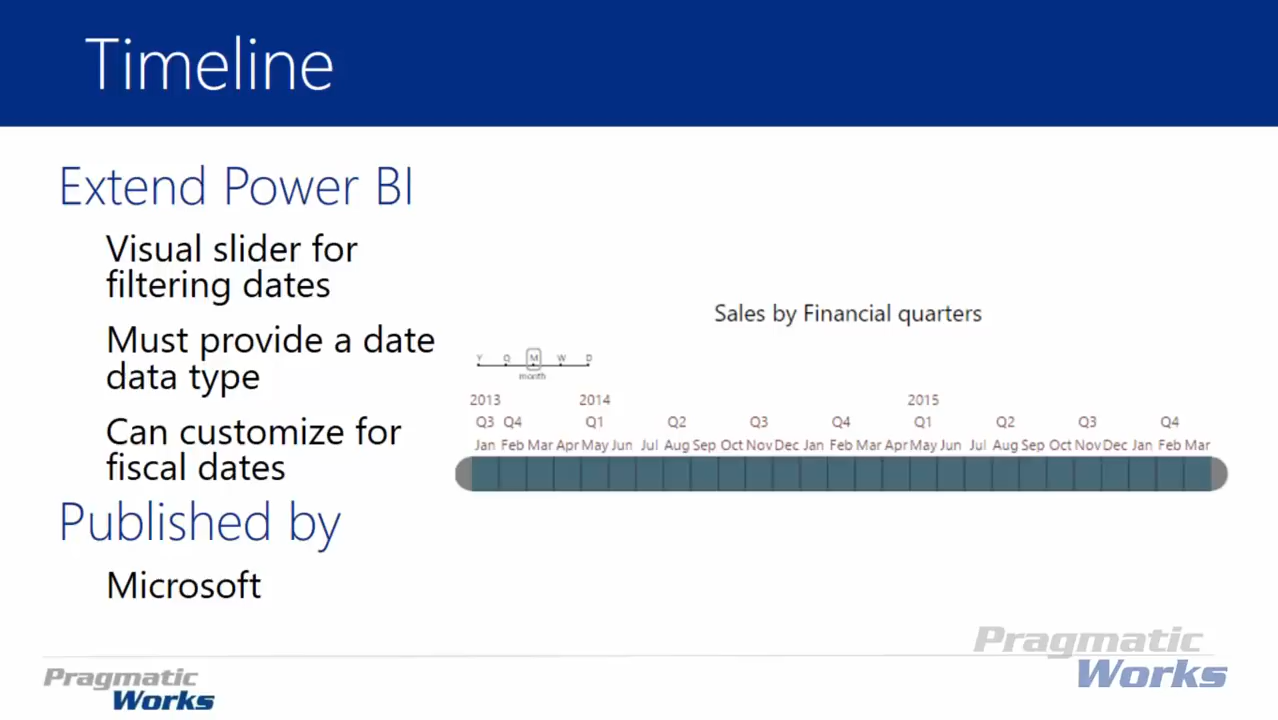 Timeline
Extend Power BI
Visual slider for
filtering dates
Must provide a date
data type
Can customize for
fiscal dates
Published by
Microsoft
Sales by Financial quarters
Y Q M W D
month
2013 2014 2015
Q3 Q4 Q1 Q2 Q3 Q4 Q1 Q2 Q3 Q4
Jan Feb Mar Apr May Jun Jul Aug Sep Oct Nov Dec Jan Feb Mar Apr May Jun Jul Aug Sep Oct Nov Dec Jan Feb Mar
Pragmatic
Works
Pragmatic
Works